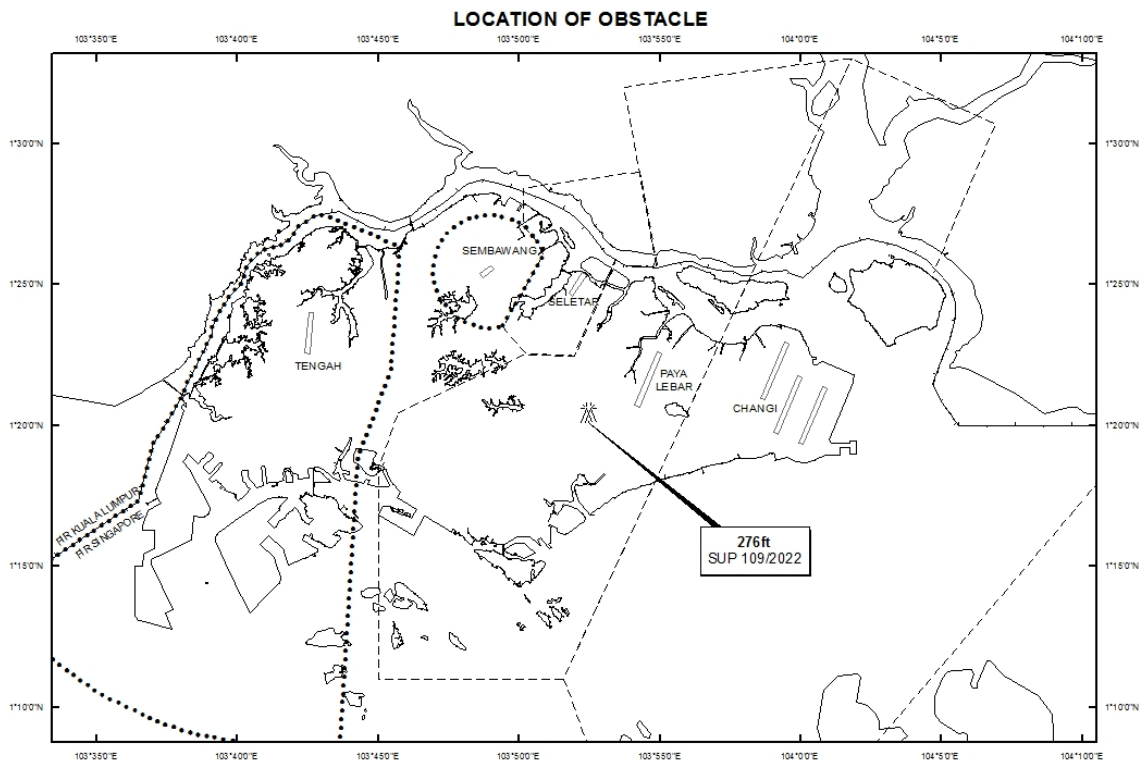 LOCATION OF OBSTACLE
103°35'0"E 103°40'0"E 103°45'0"E 103°50'0"E 103°55'0"E 104°0'0"E 104°5'0"E 104°10'0"E
1°30'0"N 1°30'0"N
SEMBAWANG
1°25'0"N 1°25'0"N
SELETAR
TENGAH
PAYA
LEBAR
CHANGI
1°20'0"N 1°20'0"N
FIR KUALA LUMPUR
FIR SINGAPORE
276ft
SUP 109/2022
1°15'0"N 1°15'0"N
1°10'0"N 1°10'0"N
103°35'0"E 103°40'0"E 103°45'0"E 103°50'0"E 103°55'0"E 104°0'0"E 104°5'0"E 104°10'0"E